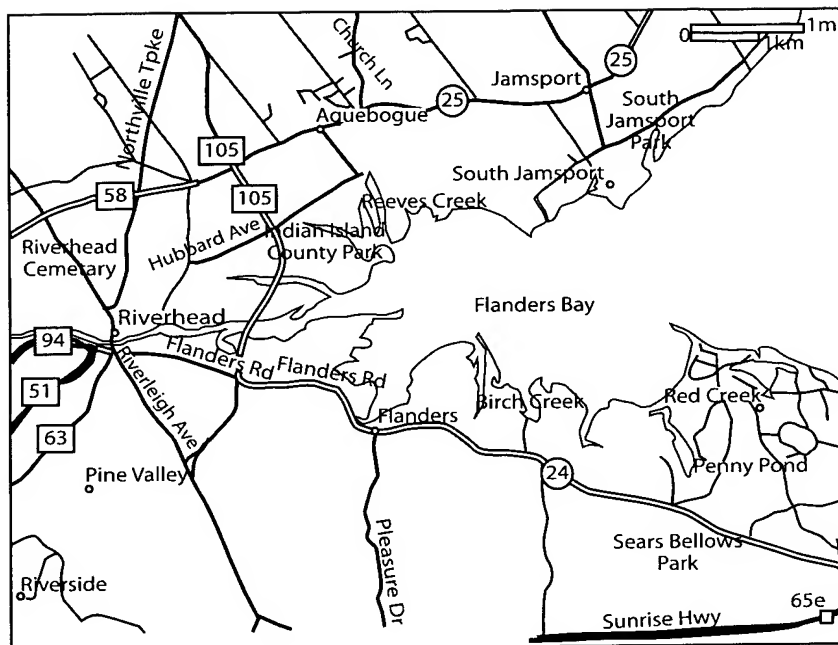 1m
0
km
Northville Tpke
Church Ln
25
Jamsport
25
South
Jamsport
Park
Aquebogue
105
South Jamsport
58
105
Reeves Creek
Hubbard Ave
Indian Island
County Park
Riverhead
Cemetary
Flanders Bay
Riverhead
94
Flanders Rd
Flanders Rd
51
Riverleigh Ave
Birch Creek
Red Creek
63
Flanders
Penny Pond
24
Pine Valley
Pleasure Dr
Sears Bellows
Park
Riverside
65e
Sunrise Hwy